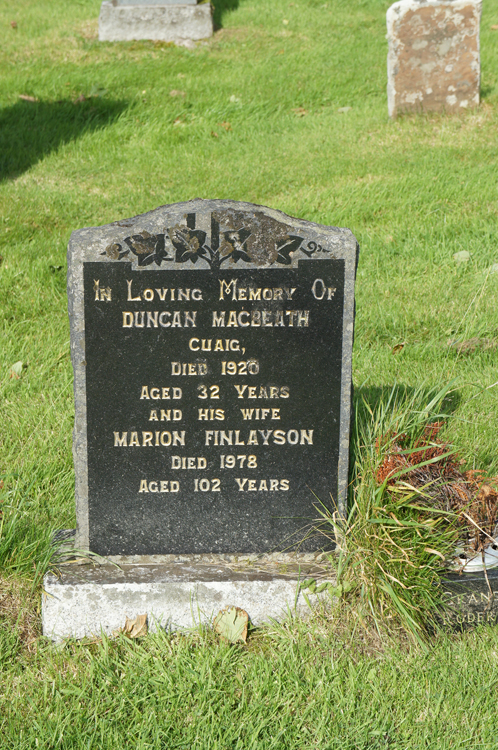 In Loving Memory Of
DUNCAN MACBEATH
Cuaig,
Died 1920
Aged 32 Years
and his wife
MARION FINLAYSON
Died 1978
Aged 102 Years